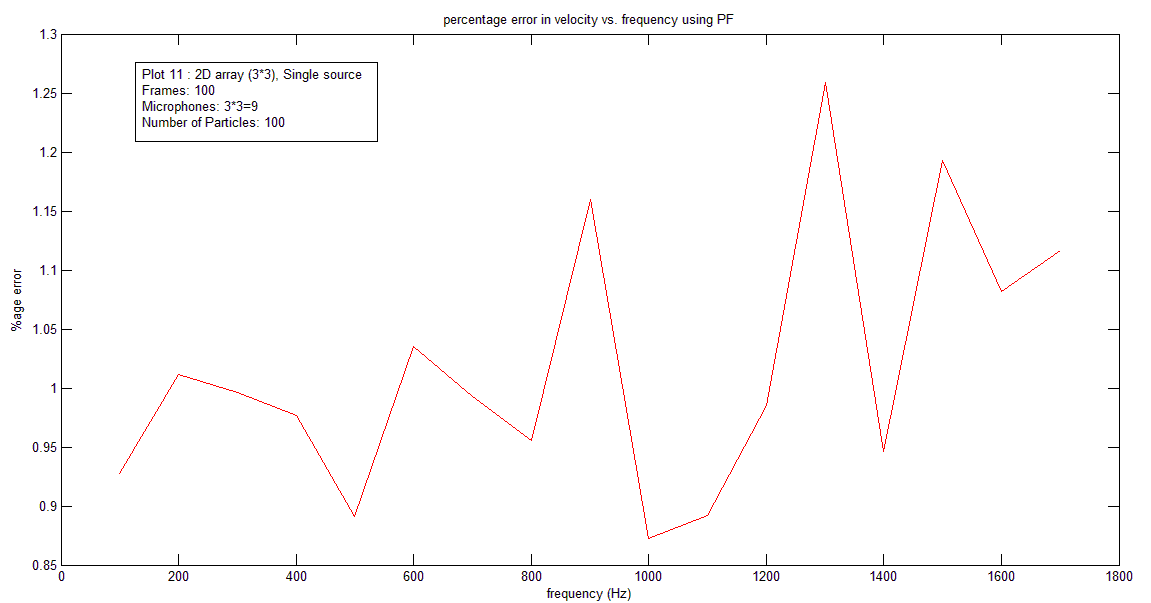 percentage error in velocity vs. frequency using PF
Plot 11 : 2D array (3*3), Single source
Frames: 100
Microphones: 3*3=9
Number of Particles: 100
%age error
1.3
1.25
1.2
1.15
1.1
1.05
1
0.95
0.9
0.85
0 200 400 600 800 1000 1200 1400 1600 1800
frequency (Hz)